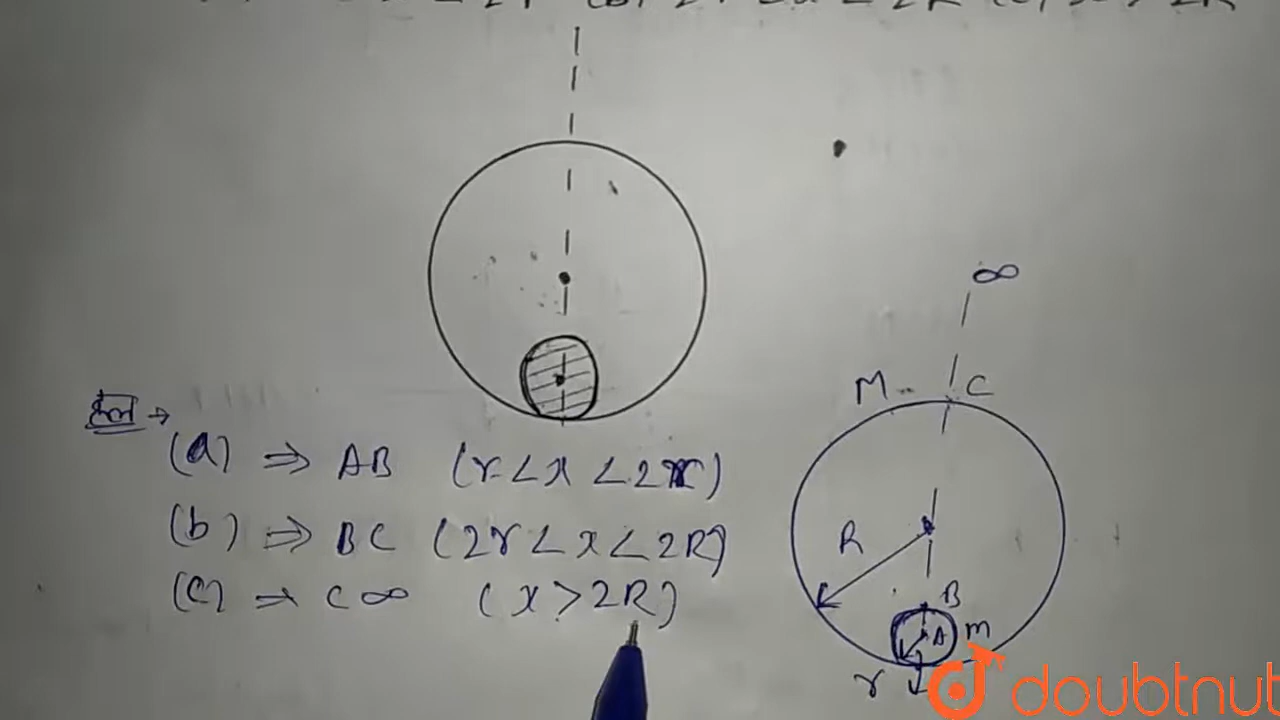 ∞
M C
हल →
(a) ⇒ AB (r < x < 2r)
(b) ⇒ BC (2r < x < 2R)
(c) → C∞ (x > 2R)
R
B
A m
r
doubtnut